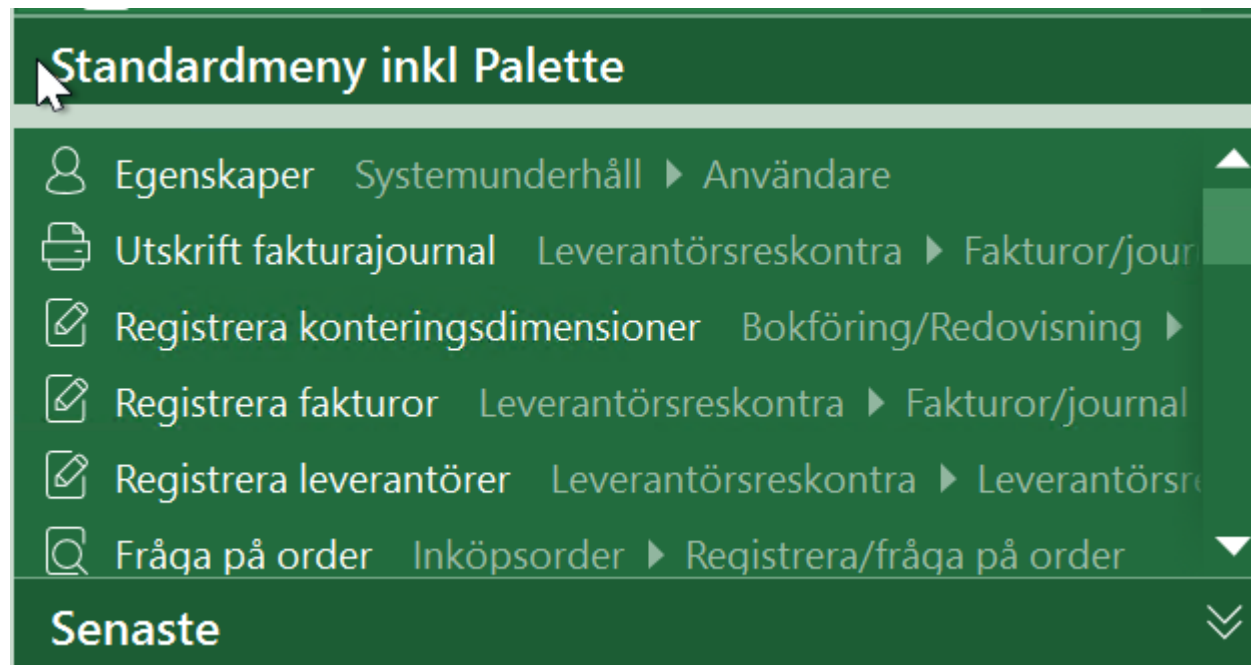 Standardmeny inkl Palette
Egenskaper Systemunderhåll Användare
Utskrift fakturajournal Leverantörsreskontra Fakturor/jour
Registrera konteringsdimensioner Bokföring/Redovisning
Registrera fakturor Leverantörsreskontra Fakturor/journal
Registrera leverantörer Leverantörsreskontra Leverantörsre
Fråga på order Inköpsorder Registrera/fråga på order
Senaste